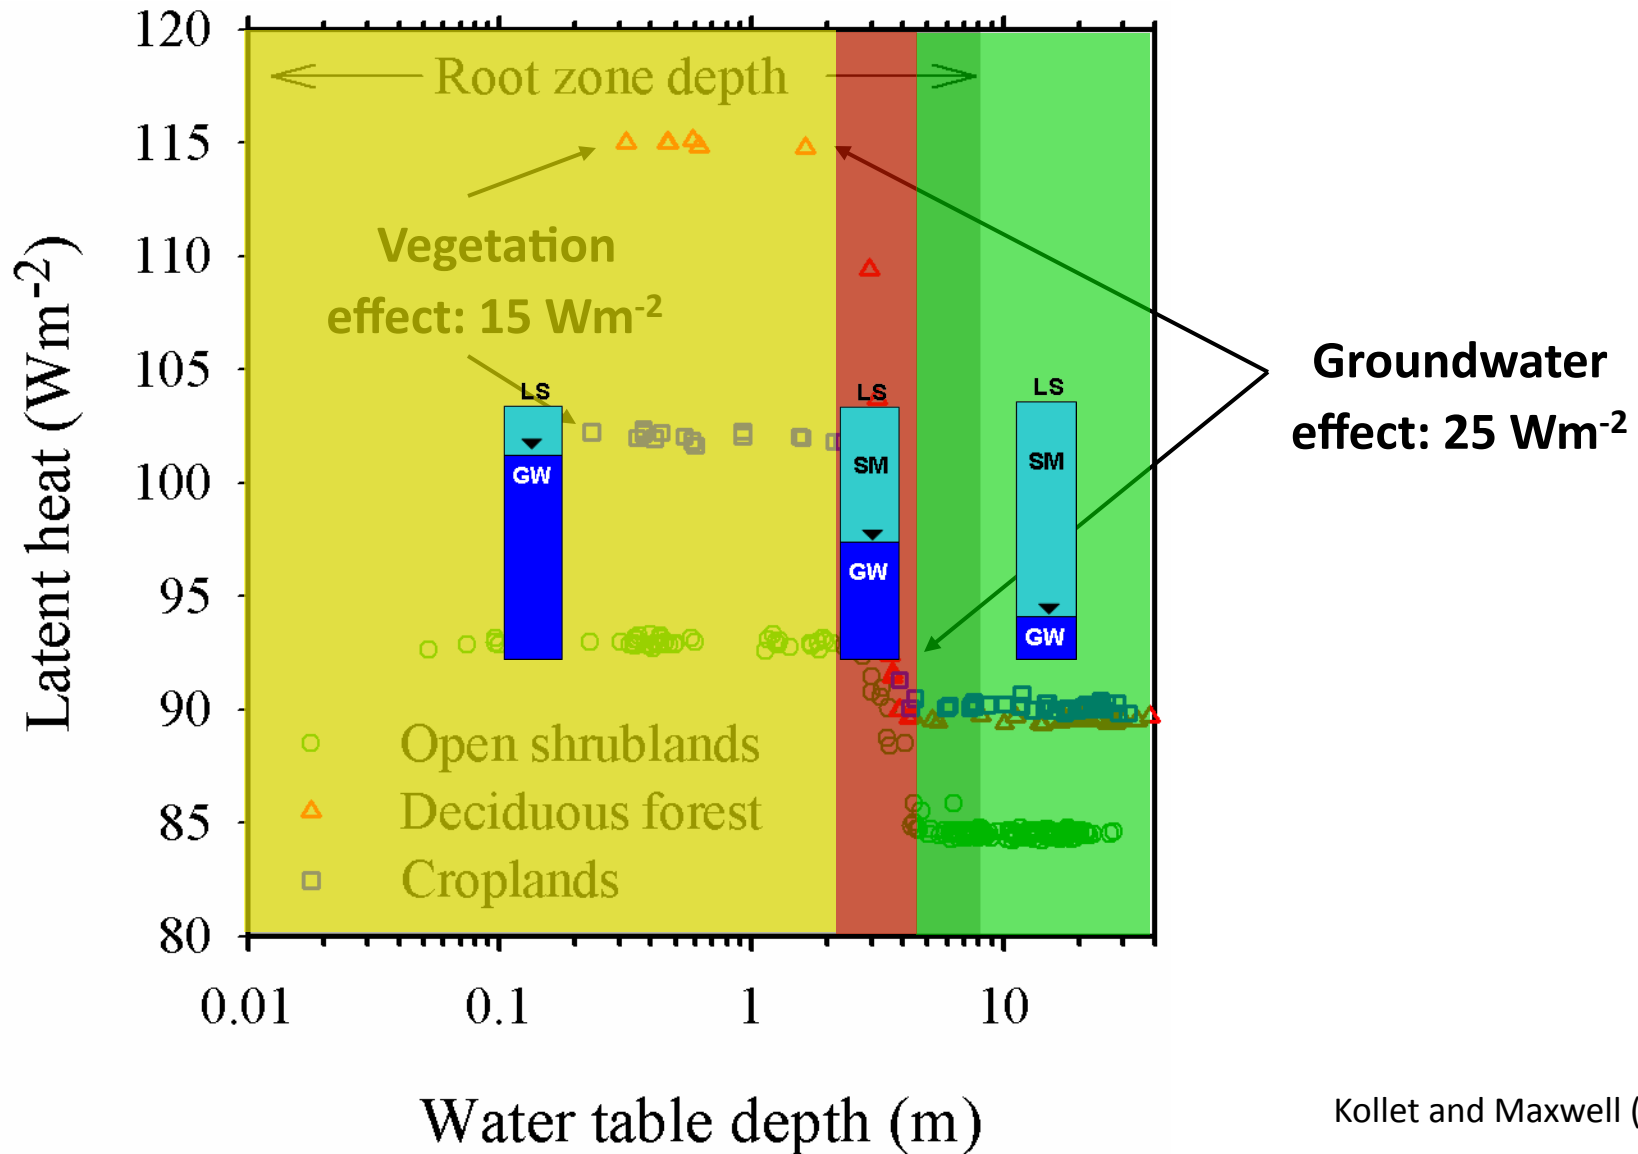 120
115
110
105
100
95
90
85
80
Latent heat (Wm-2)
Root zone depth
Vegetation
effect: 15 Wm-2
LS
GW
LS
SM
GW
LS
SM
GW
Groundwater
effect: 25 Wm-2
Open shrublands
Deciduous forest
Croplands
0.01
0.1
1
10
Water table depth (m)
Kollet and Maxwell (